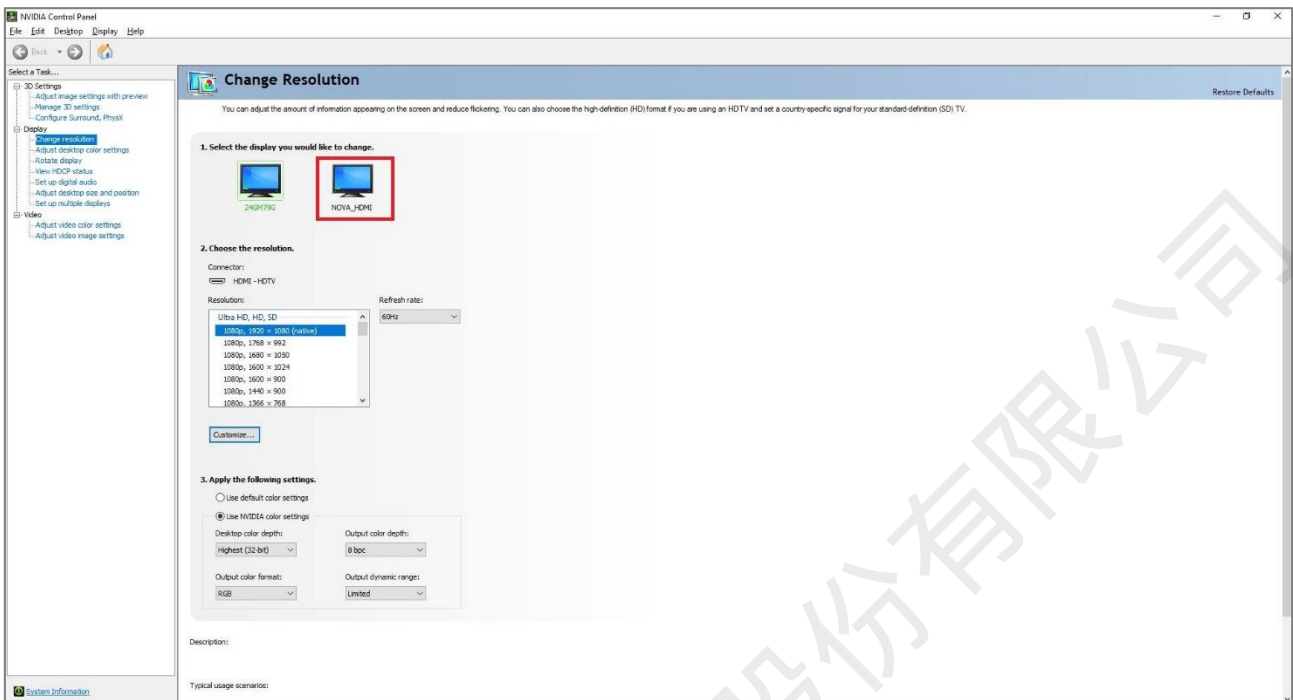 NVIDIA Control Panel
File Edit Desktop Display Help
Back
Select a Task...
3D Settings
Adjust image settings with preview
Manage 3D settings
Configure Surround, PhysX
Display
Change resolution
Adjust desktop color settings
Rotate display
View HDCP status
Set up digital audio
Adjust desktop size and position
Set up multiple displays
Video
Adjust video color settings
Adjust video image settings
System Information
Change Resolution
Restore Defaults
You can adjust the amount of information appearing on the screen and reduce flickering. You can also choose the high-definition (HD) format if you are using an HDTV and set a country-specific signal for your standard-definition (SD) TV.
1. Select the display you would like to change.
24GM79G NOVA_HDMI
2. Choose the resolution.
Connector:
HDMI - HDTV
Resolution: Refresh rate:
Ultra HD, HD, SD 60Hz
1080p, 1920 × 1080 (native)
1080p, 1768 × 992
1080p, 1680 × 1050
1080p, 1600 × 1024
1080p, 1600 × 900
1080p, 1440 × 900
1080p, 1366 × 768
Customize...
3. Apply the following settings.
Use default color settings
Use NVIDIA color settings
Desktop color depth: Output color depth:
Highest (32-bit) 8 bpc
Output color format: Output dynamic range:
RGB Limited
Description:
Typical usage scenarios:
股份有限公司